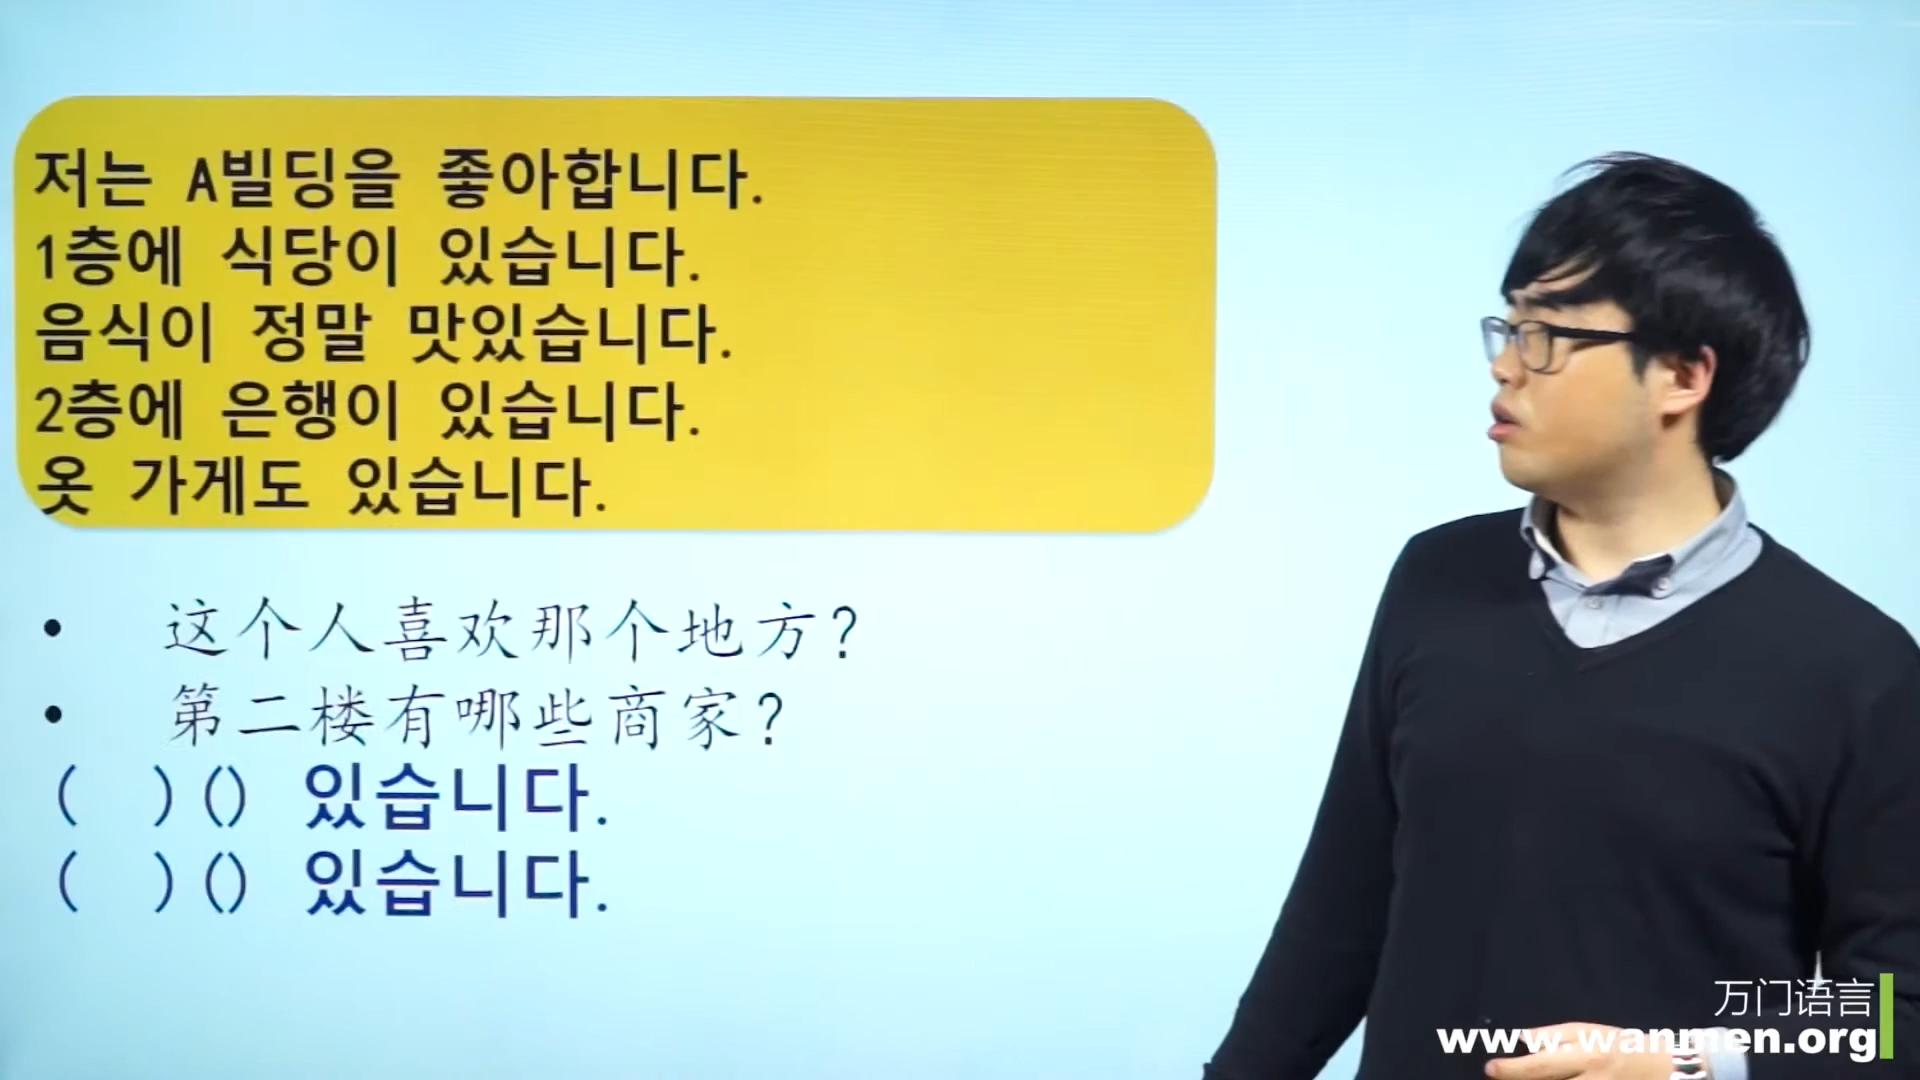 저는 A빌딩을 좋아합니다.
1층에 식당이 있습니다.
음식이 정말 맛있습니다.
2층에 은행이 있습니다.
옷 가게도 있습니다.
• 这个人喜欢那个地方?
• 第二楼有哪些商家?
( )() 있습니다.
( )() 있습니다.
万门语言
www.wanmen.org